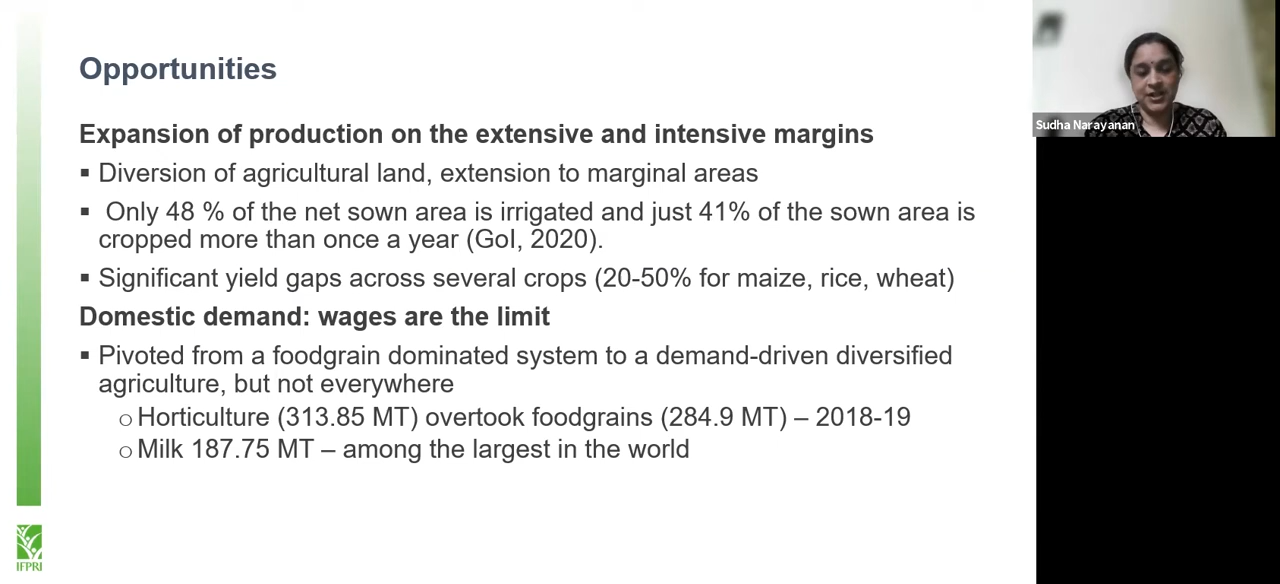 Opportunities
Expansion of production on the extensive and intensive margins
▪ Diversion of agricultural land, extension to marginal areas
▪ Only 48 % of the net sown area is irrigated and just 41% of the sown area is
cropped more than once a year (GoI, 2020).
▪ Significant yield gaps across several crops (20-50% for maize, rice, wheat)
Domestic demand: wages are the limit
▪ Pivoted from a foodgrain dominated system to a demand-driven diversified
agriculture, but not everywhere
o Horticulture (313.85 MT) overtook foodgrains (284.9 MT) – 2018-19
o Milk 187.75 MT – among the largest in the world
IFPRI
Sudha Narayanan